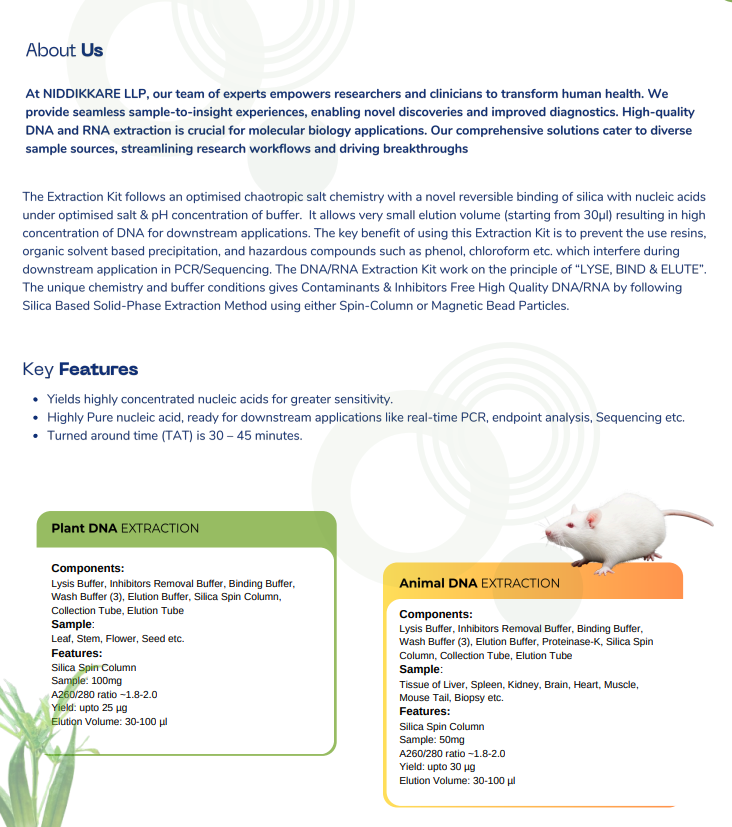 About Us
At NIDDIKKARE LLP, our team of experts empowers researchers and clinicians to transform human health. We
provide seamless sample-to-insight experiences, enabling novel discoveries and improved diagnostics. High-quality
DNA and RNA extraction is crucial for molecular biology applications. Our comprehensive solutions cater to diverse
sample sources, streamlining research workflows and driving breakthroughs
The Extraction Kit follows an optimised chaotropic salt chemistry with a novel reversible binding of silica with nucleic acids
under optimised salt & pH concentration of buffer. It allows very small elution volume (starting from 30µl) resulting in high
concentration of DNA for downstream applications. The key benefit of using this Extraction Kit is to prevent the use resins,
organic solvent based precipitation, and hazardous compounds such as phenol, chloroform etc. which interfere during
downstream application in PCR/Sequencing. The DNA/RNA Extraction Kit work on the principle of “LYSE, BIND & ELUTE”.
The unique chemistry and buffer conditions gives Contaminants & Inhibitors Free High Quality DNA/RNA by following
Silica Based Solid-Phase Extraction Method using either Spin-Column or Magnetic Bead Particles.
Key Features
• Yields highly concentrated nucleic acids for greater sensitivity.
• Highly Pure nucleic acid, ready for downstream applications like real-time PCR, endpoint analysis, Sequencing etc.
• Turned around time (TAT) is 30 – 45 minutes.
Plant DNA EXTRACTION
Components:
Lysis Buffer, Inhibitors Removal Buffer, Binding Buffer,
Wash Buffer (3), Elution Buffer, Silica Spin Column,
Collection Tube, Elution Tube
Sample:
Leaf, Stem, Flower, Seed etc.
Features:
Silica Spin Column
Sample: 100mg
A260/280 ratio ~1.8-2.0
Yield: upto 25 µg
Elution Volume: 30-100 µl
Animal DNA EXTRACTION
Components:
Lysis Buffer, Inhibitors Removal Buffer, Binding Buffer,
Wash Buffer (3), Elution Buffer, Proteinase-K, Silica Spin
Column, Collection Tube, Elution Tube
Sample:
Tissue of Liver, Spleen, Kidney, Brain, Heart, Muscle,
Mouse Tail, Biopsy etc.
Features:
Silica Spin Column
Sample: 50mg
A260/280 ratio ~1.8-2.0
Yield: upto 30 µg
Elution Volume: 30-100 µl